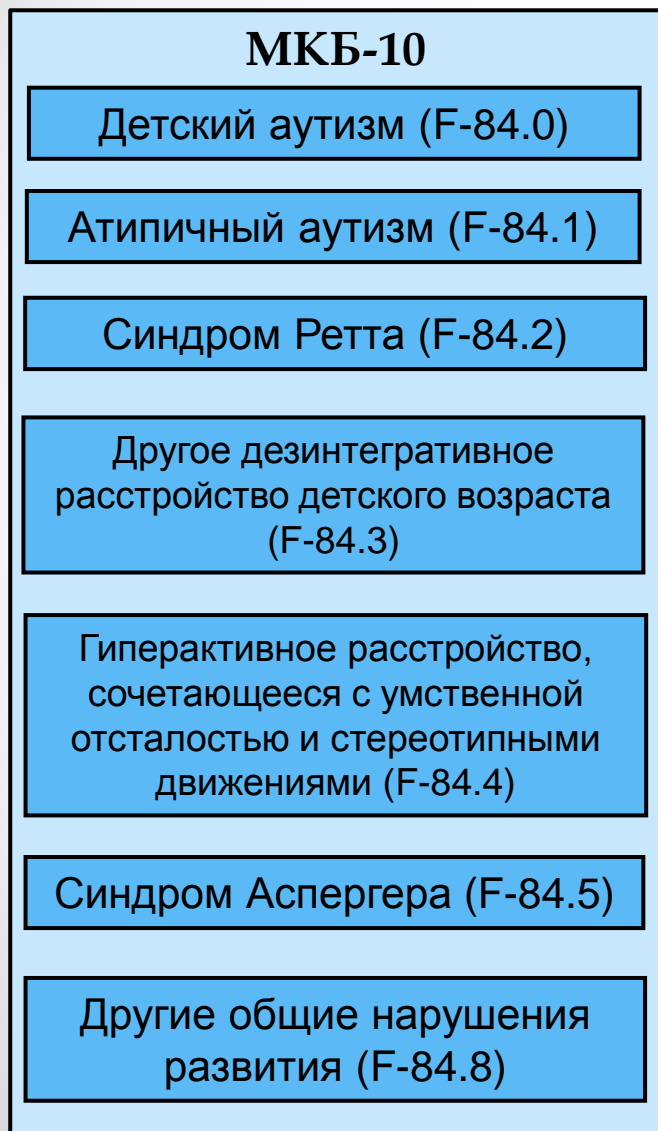 МКБ-10
Детский аутизм (F-84.0)
Атипичный аутизм (F-84.1)
Синдром Ретта (F-84.2)
Другое дезинтегративное
расстройство детского возраста
(F-84.3)
Гиперактивное расстройство,
сочетающееся с умственной
отсталостью и стереотипными
движениями (F-84.4)
Синдром Аспергера (F-84.5)
Другие общие нарушения
развития (F-84.8)